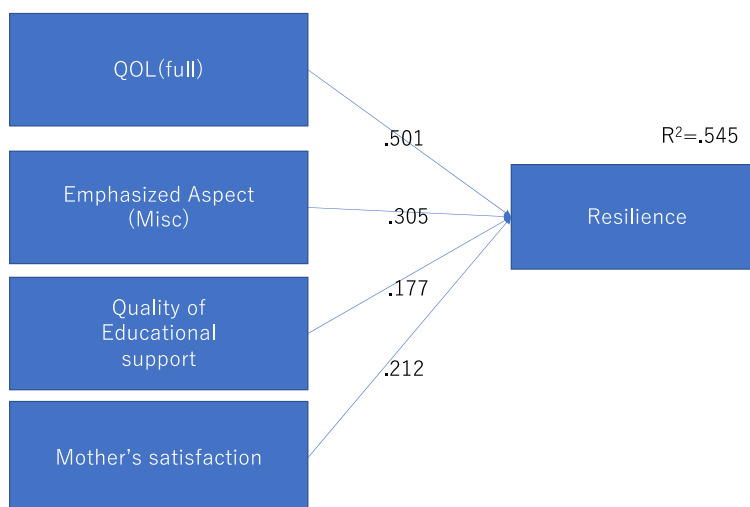 QOL(full)
.501
R²=.545
Emphasized Aspect
(Misc)
.305
Resilience
Quality of
Educational
support
.177
.212
Mother's satisfaction